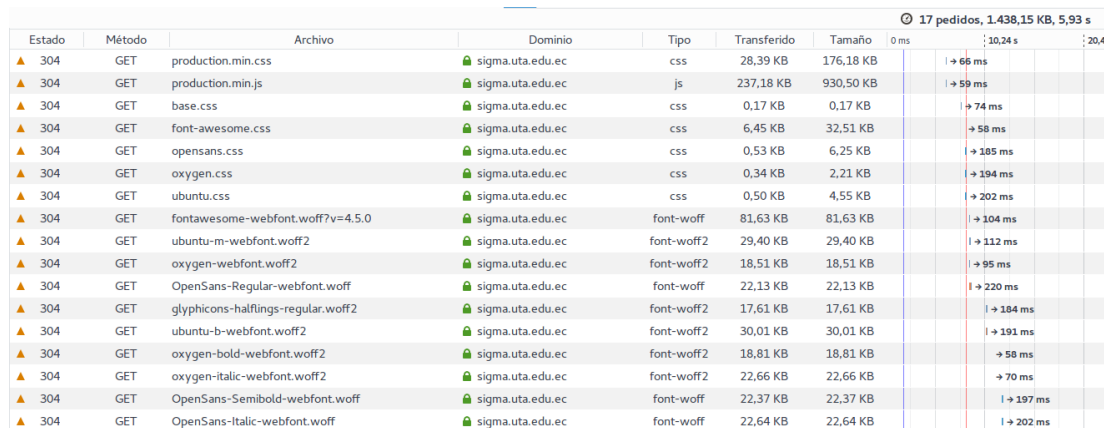 17 pedidos, 1.438,15 KB, 5,93 s
Estado Método Archivo Dominio Tipo Transferido Tamaño 0 ms 10,24 s 20,4
304 GET production.min.css sigma.uta.edu.ec css 28,39 KB 176,18 KB → 66 ms
304 GET production.min.js sigma.uta.edu.ec js 237,18 KB 930,50 KB → 59 ms
304 GET base.css sigma.uta.edu.ec css 0,17 KB 0,17 KB → 74 ms
304 GET font-awesome.css sigma.uta.edu.ec css 6,45 KB 32,51 KB → 58 ms
304 GET opensans.css sigma.uta.edu.ec css 0,53 KB 6,25 KB → 185 ms
304 GET oxygen.css sigma.uta.edu.ec css 0,34 KB 2,21 KB → 194 ms
304 GET ubuntu.css sigma.uta.edu.ec css 0,50 KB 4,55 KB → 202 ms
304 GET fontawesome-webfont.woff?v=4.5.0 sigma.uta.edu.ec font-woff 81,63 KB 81,63 KB → 104 ms
304 GET ubuntu-m-webfont.woff2 sigma.uta.edu.ec font-woff2 29,40 KB 29,40 KB → 112 ms
304 GET oxygen-webfont.woff2 sigma.uta.edu.ec font-woff2 18,51 KB 18,51 KB → 95 ms
304 GET OpenSans-Regular-webfont.woff sigma.uta.edu.ec font-woff 22,13 KB 22,13 KB → 220 ms
304 GET glyphicons-halflings-regular.woff2 sigma.uta.edu.ec font-woff2 17,61 KB 17,61 KB → 184 ms
304 GET ubuntu-b-webfont.woff2 sigma.uta.edu.ec font-woff2 30,01 KB 30,01 KB → 191 ms
304 GET oxygen-bold-webfont.woff2 sigma.uta.edu.ec font-woff2 18,81 KB 18,81 KB → 58 ms
304 GET oxygen-italic-webfont.woff2 sigma.uta.edu.ec font-woff2 22,66 KB 22,66 KB → 70 ms
304 GET OpenSans-Semibold-webfont.woff sigma.uta.edu.ec font-woff 22,37 KB 22,37 KB → 197 ms
304 GET OpenSans-Italic-webfont.woff sigma.uta.edu.ec font-woff 22,64 KB 22,64 KB → 202 ms